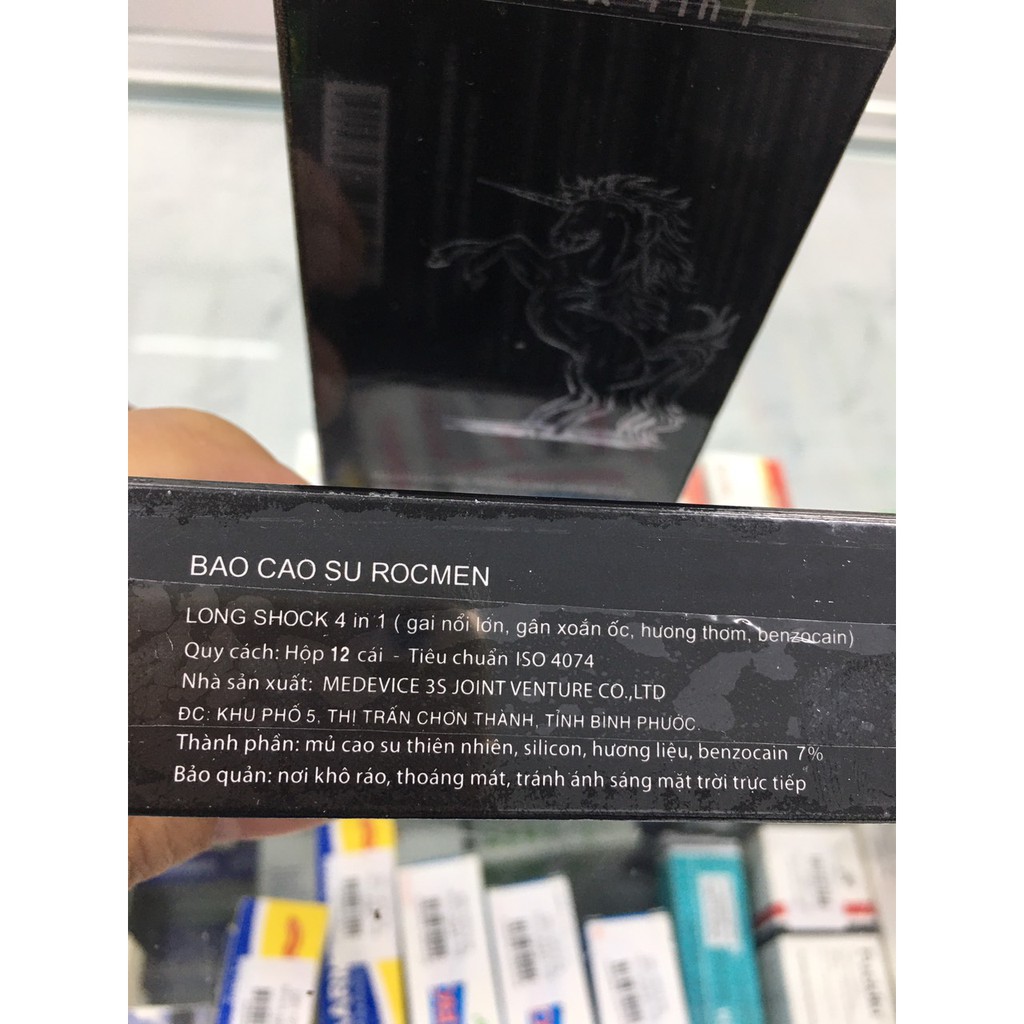 4 in 1
BAO CAO SU ROCMEN
LONG SHOCK 4 in 1 ( gai nổi lớn, gân xoắn ốc, hương thơm, benzocain)
Quy cách: Hộp 12 cái - Tiêu chuẩn ISO 4074
Nhà sản xuất: MEDEVICE 3S JOINT VENTURE CO.,LTD
ĐC: KHU PHỐ 5, THỊ TRẤN CHƠN THÀNH, TỈNH BÌNH PHƯỚC.
Thành phần: mủ cao su thiên nhiên, silicon, hương liệu, benzocain 7%
Bảo quản: nơi khô ráo, thoáng mát, tránh ánh sáng mặt trời trực tiếp